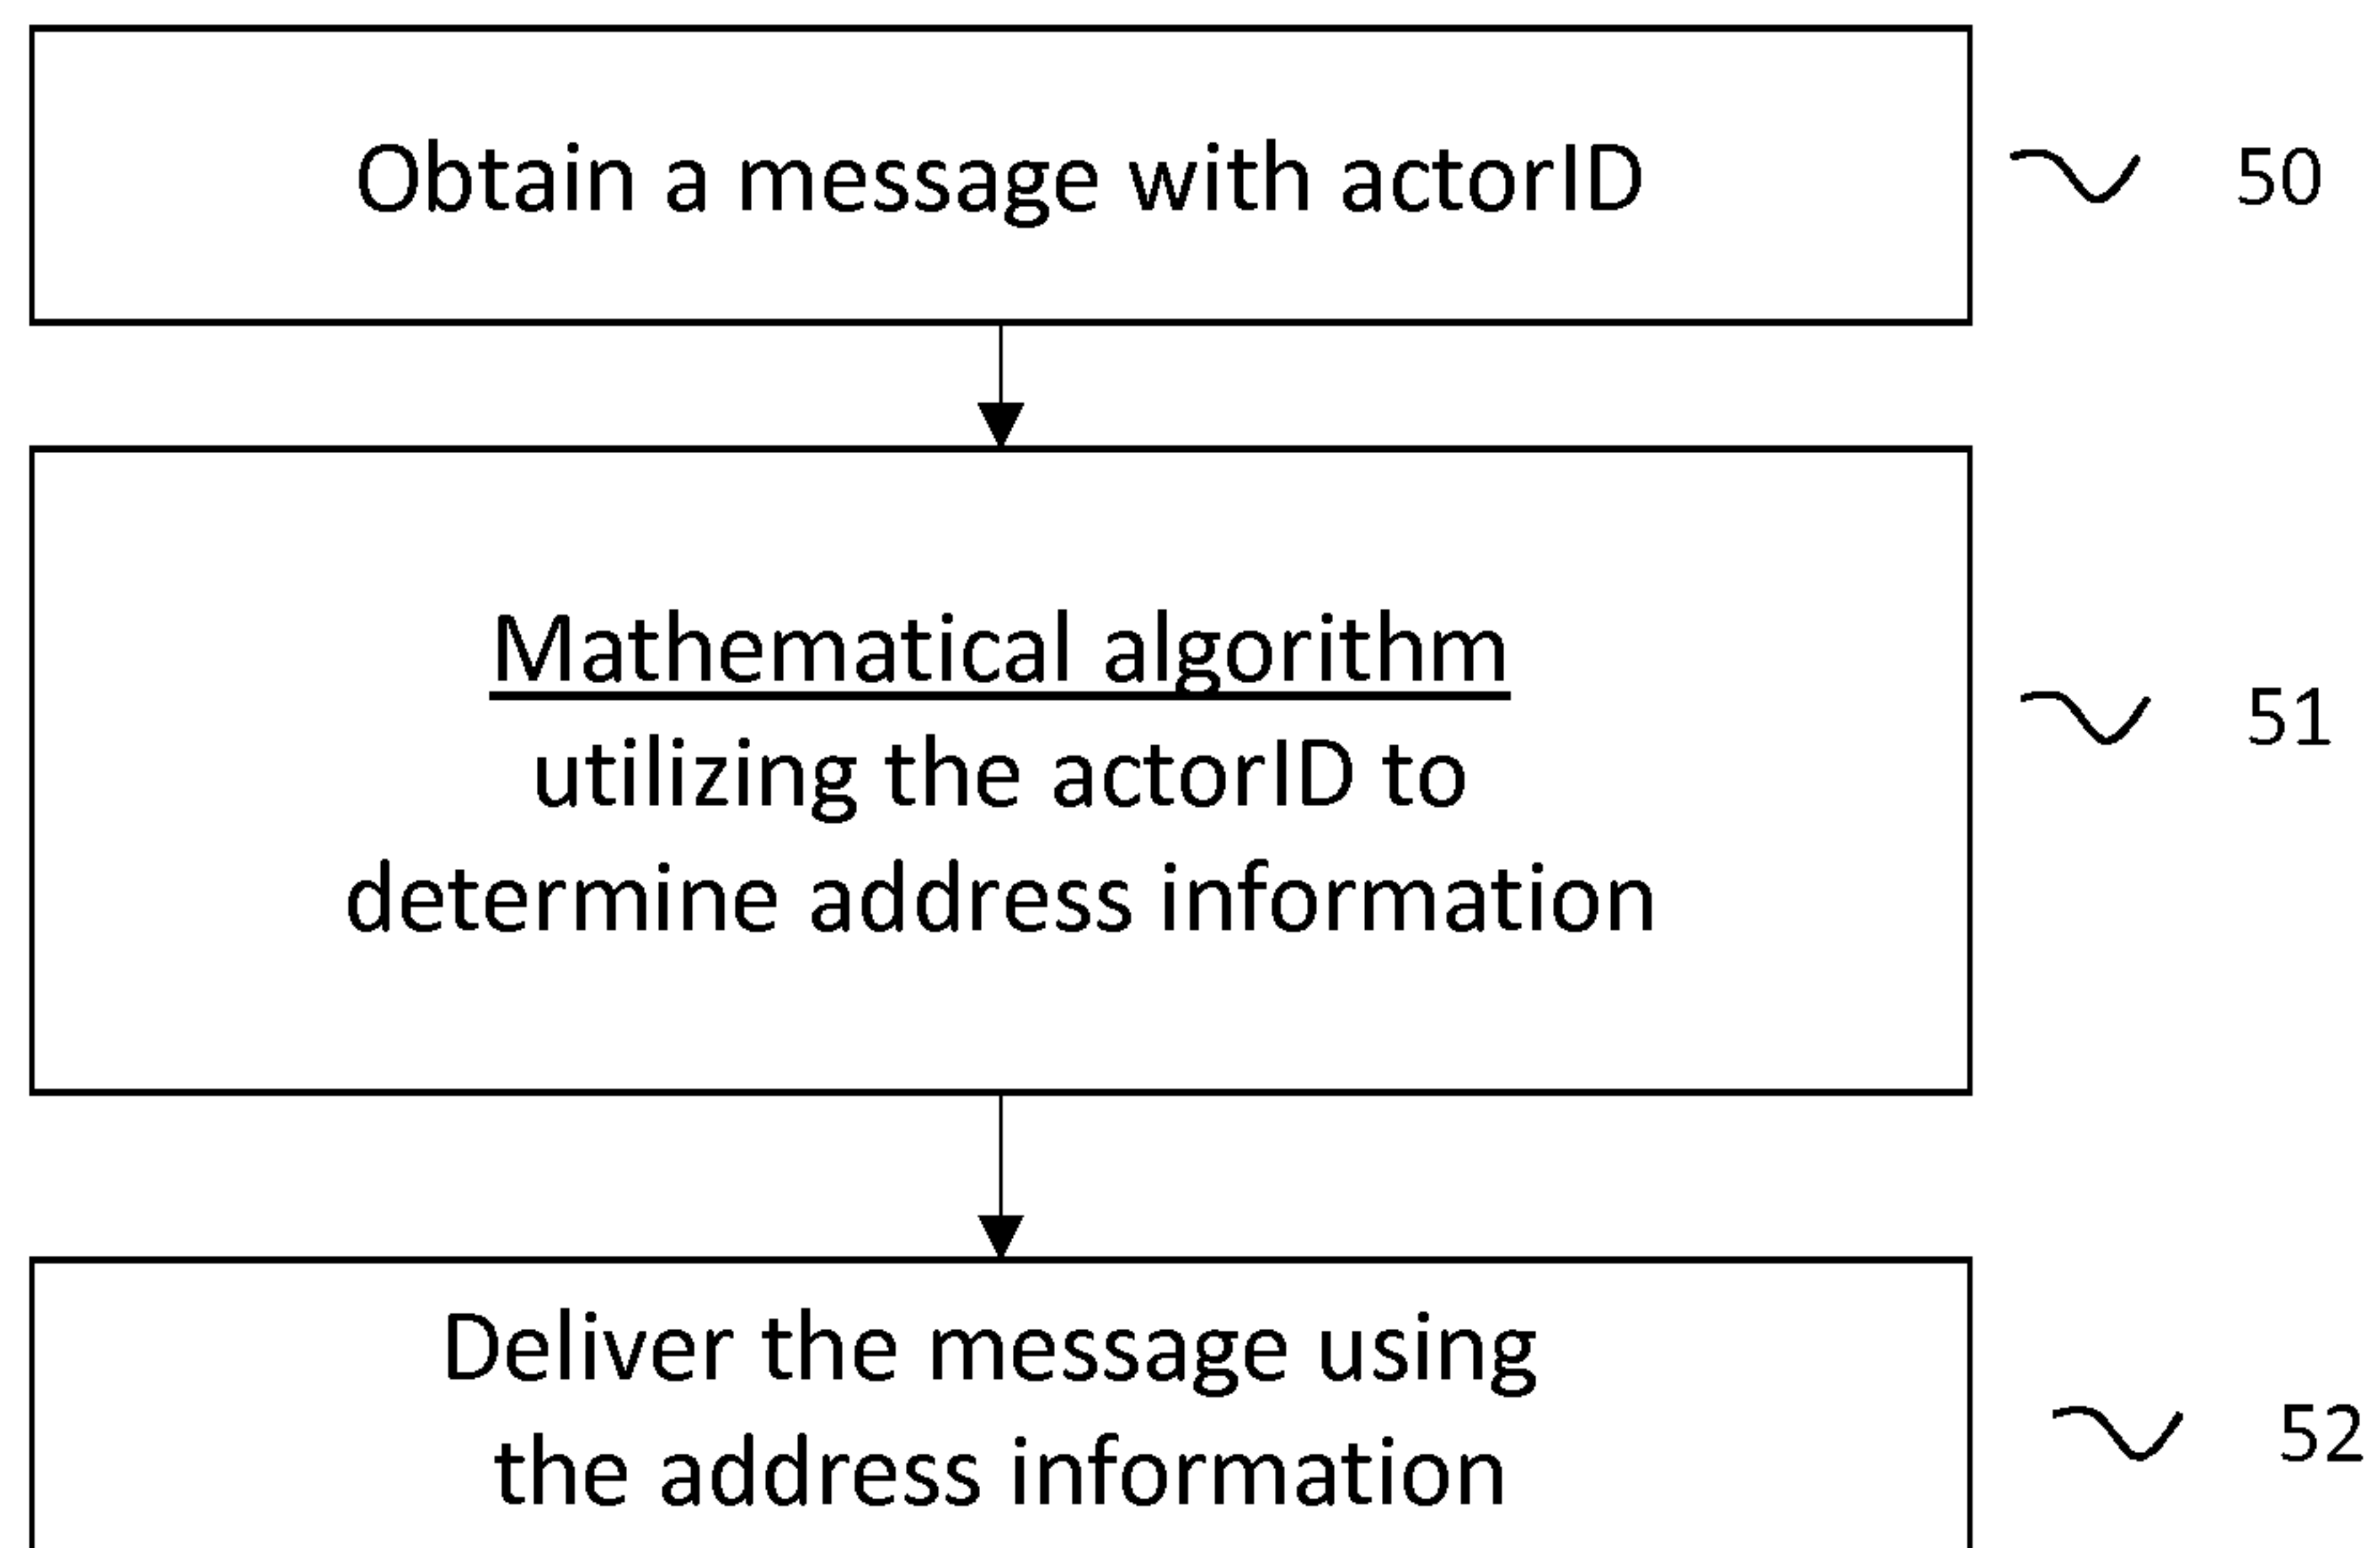 Obtain a message with actorID
50
Mathematical algorithm
utilizing the actorID to
determine address information
51
Deliver the message using
the address information
52